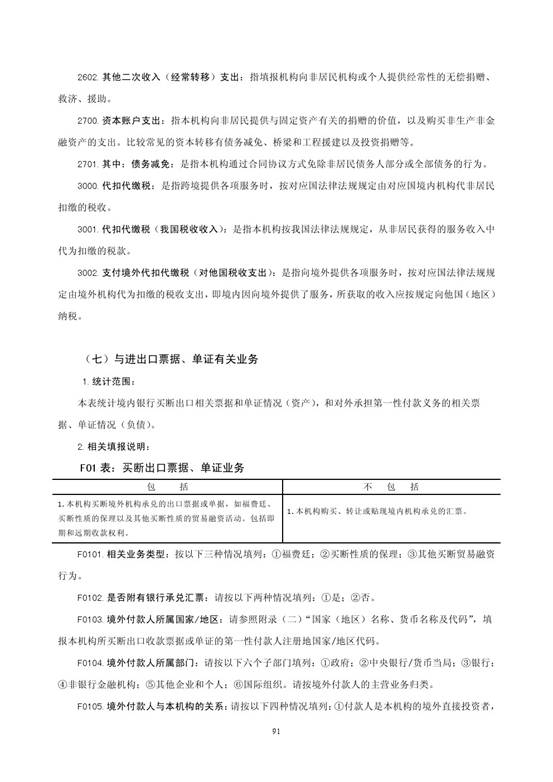 2602.其他二次收入（经常转移）支出：指填报机构向非居民机构或个人提供经常性的无偿捐赠、
救济、援助。
2700.资本账户支出：指本机构向非居民提供与固定资产有关的捐赠的价值，以及购买非生产非金
融资产的支出。比较常见的资本转移有债务减免、桥梁和工程援建以及投资捐赠等。
2701.其中：债务减免：是指本机构通过合同协议方式免除非居民债务人部分或全部债务的行为。
3000.代扣代缴税：是指跨境提供各项服务时，按对应国法律法规规定由对应国境内机构代非居民
扣缴的税收。
3001.代扣代缴税（我国税收收入）：是指本机构按我国法律法规规定，从非居民获得的服务收入中
代为扣缴的税款。
3002.支付境外代扣代缴税（对他国税收支出）：是指向境外提供各项服务时，按对应国法律法规规
定由境外机构代为扣缴的税收支出，即境内因向境外提供了服务，所获取的收入应按规定向他国（地区）
纳税。
（七）与进出口票据、单证有关业务
1.统计范围：
本表统计境内银行买断出口相关票据和单证情况（资产），和对外承担第一性付款义务的相关票
据、单证情况（负债）。
2.相关填报说明：
F01 表：买断出口票据、单证业务
包 括 不 包 括
1.本机构买断境外机构承兑的出口票据或单据，如福费廷、
买断性质的保理以及其他买断性质的贸易融资活动。包括即
期和远期收款权利。
1.本机构购买、转让或贴现境内机构承兑的汇票。
F0101.相关业务类型：按以下三种情况填列：①福费廷；②买断性质的保理；③其他买断贸易融资
行为。
F0102.是否附有银行承兑汇票：请按以下两种情况填列：①是；②否。
F0103.境外付款人所属国家/地区：请参照附录（二）“国家（地区）名称、货币名称及代码”，填
报本机构所买断出口收款票据或单证的第一性付款人注册地国家/地区代码。
F0104.境外付款人所属部门：请按以下六个子部门填列：①政府；②中央银行/货币当局；③银行；
④非银行金融机构；⑤其他企业和个人；⑥国际组织。请按境外付款人的主营业务归类。
F0105.境外付款人与本机构的关系：请按以下四种情况填列：①付款人是本机构的境外直接投资者，
91